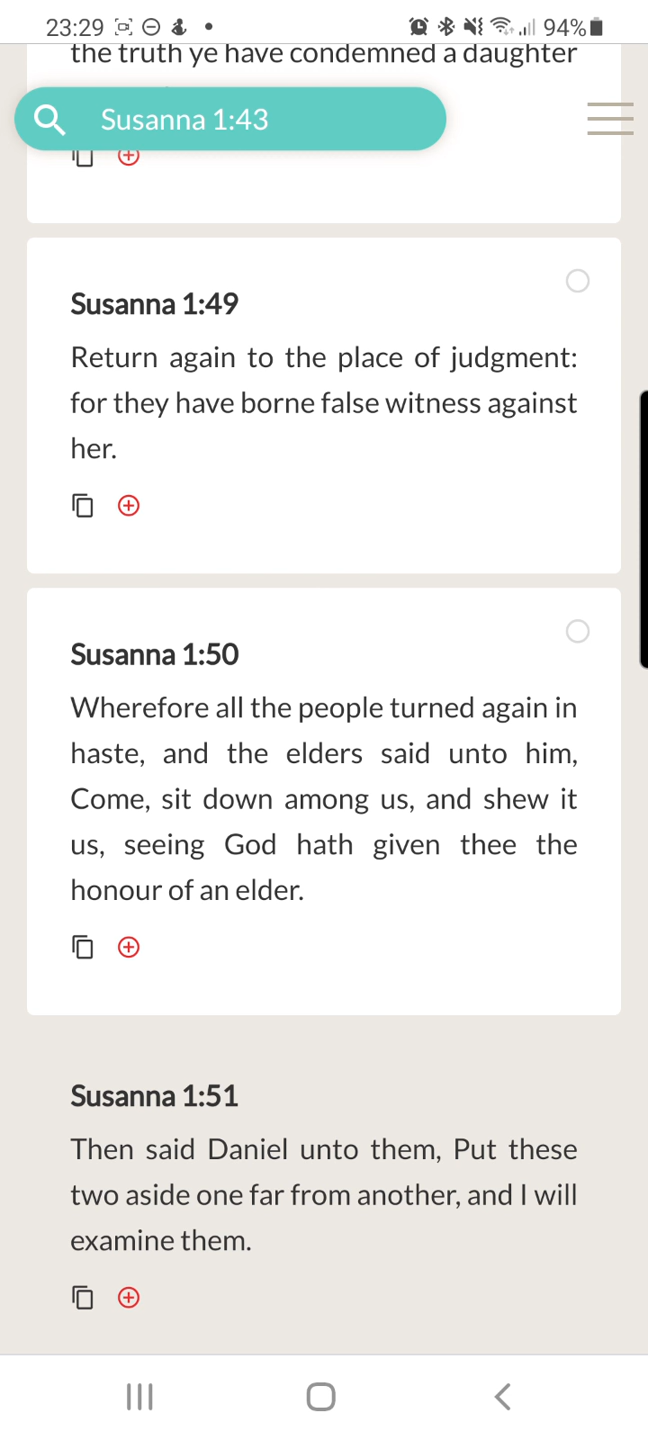 23:29
94%
the truth ye have condemned a daughter
Susanna 1:43
Susanna 1:49
Return again to the place of judgment:
for they have borne false witness against
her.
Susanna 1:50
Wherefore all the people turned again in
haste, and the elders said unto him,
Come, sit down among us, and shew it
us, seeing God hath given thee the
honour of an elder.
Susanna 1:51
Then said Daniel unto them, Put these
two aside one far from another, and I will
examine them.